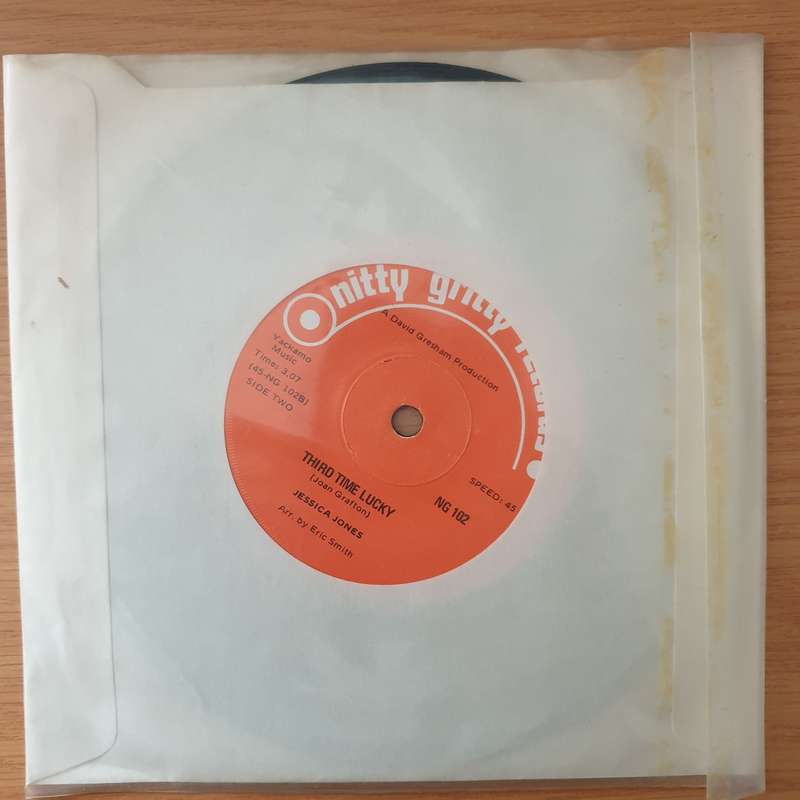 nitty gritty records
A David Gresham Production
Yackamo
Music
Time: 3.07
(45-NG 102B)
SIDE TWO
SPEED: 45
NG 102
THIRD TIME LUCKY
(Joan Grafton)
JESSICA JONES
Arr. by Eric Smith